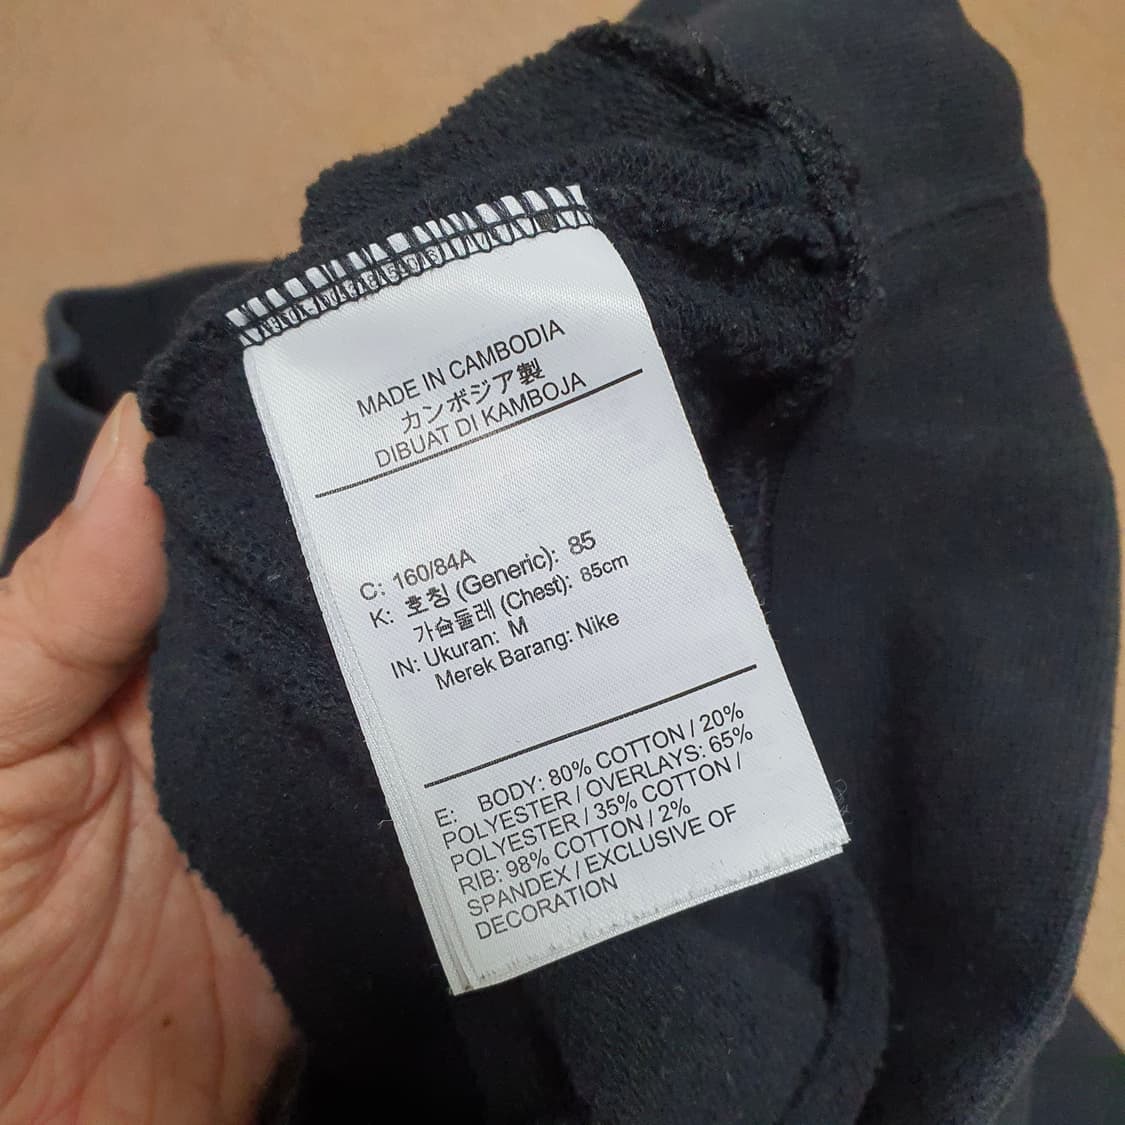 MADE IN CAMBODIA
カンボジア製
DIBUAT DI KAMBOJA
C: 160/84A
K: 호칭 (Generic): 85
가슴둘레 (Chest): 85cm
IN: Ukuran: M
Merek Barang: Nike
E: BODY: 80% COTTON / 20%
POLYESTER / OVERLAYS: 65%
POLYESTER / 35% COTTON /
RIB: 98% COTTON / 2%
SPANDEX / EXCLUSIVE OF
DECORATION